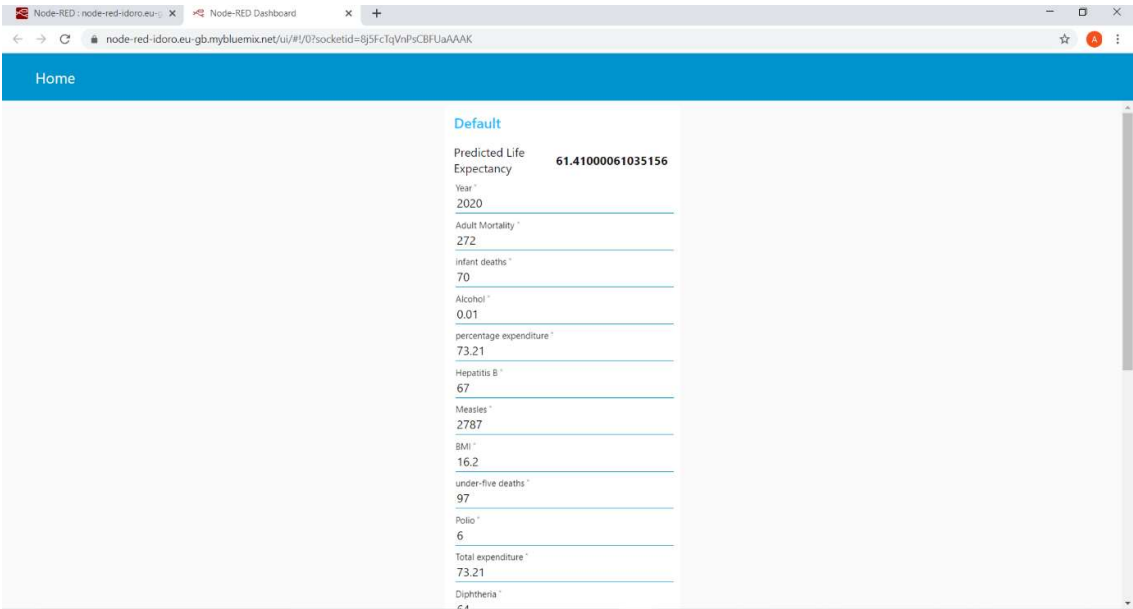 Node-RED : node-red-idoro.eu-g
Node-RED Dashboard
node-red-idoro.eu-gb.mybluemix.net/ui/#!/0?socketid=8j5FcTqVnPsCBFUaAAAK
A
Home
Default
Predicted Life
Expectancy
61.41000061035156
Year *
2020
Adult Mortality *
272
infant deaths *
70
Alcohol *
0.01
percentage expenditure *
73.21
Hepatitis B *
67
Measles *
2787
BMI *
16.2
under-five deaths *
97
Polio *
6
Total expenditure *
73.21
Diphtheria *